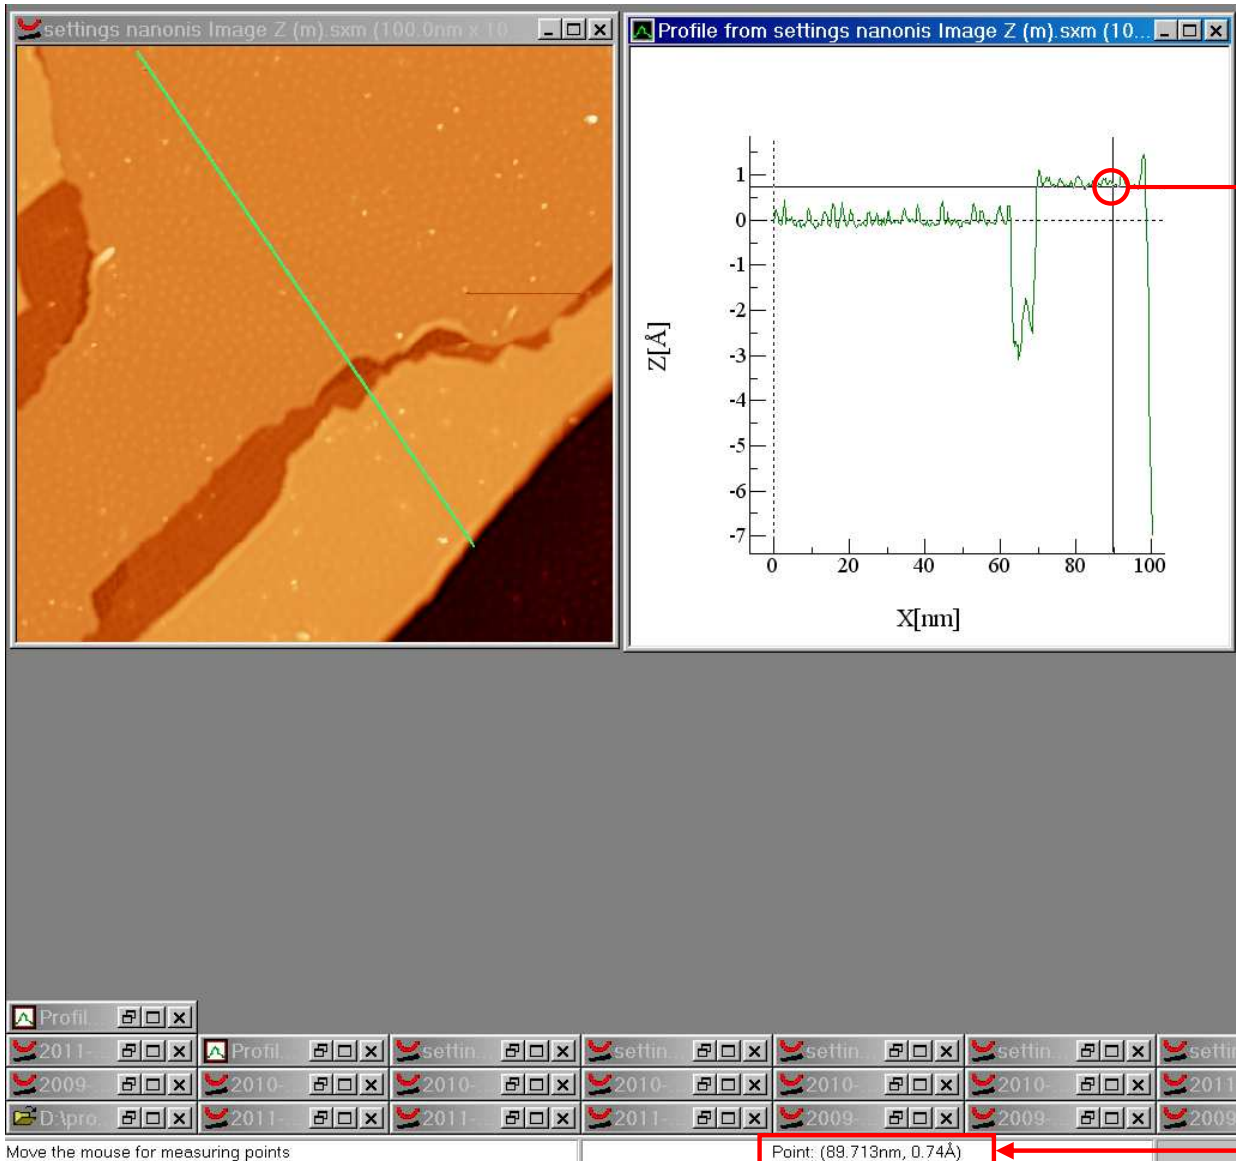 settings nanonis Image Z (m).sxm (100.0nm x 10
Profile from settings nanonis Image Z (m).sxm (10...
1
0
-1
-2
-3
-4
-5
-6
-7
Z[Å]
0 20 40 60 80 100
X[nm]
Profil...
2011-... Profil... settin... settin... settin... settin... settin
2009-... 2010-... 2010-... 2010-... 2010-... 2010-... 2011
D:\pro... 2011-... 2011-... 2011-... 2009-... 2009-... 2009
Move the mouse for measuring points
Point: (89.713nm, 0.74Å)